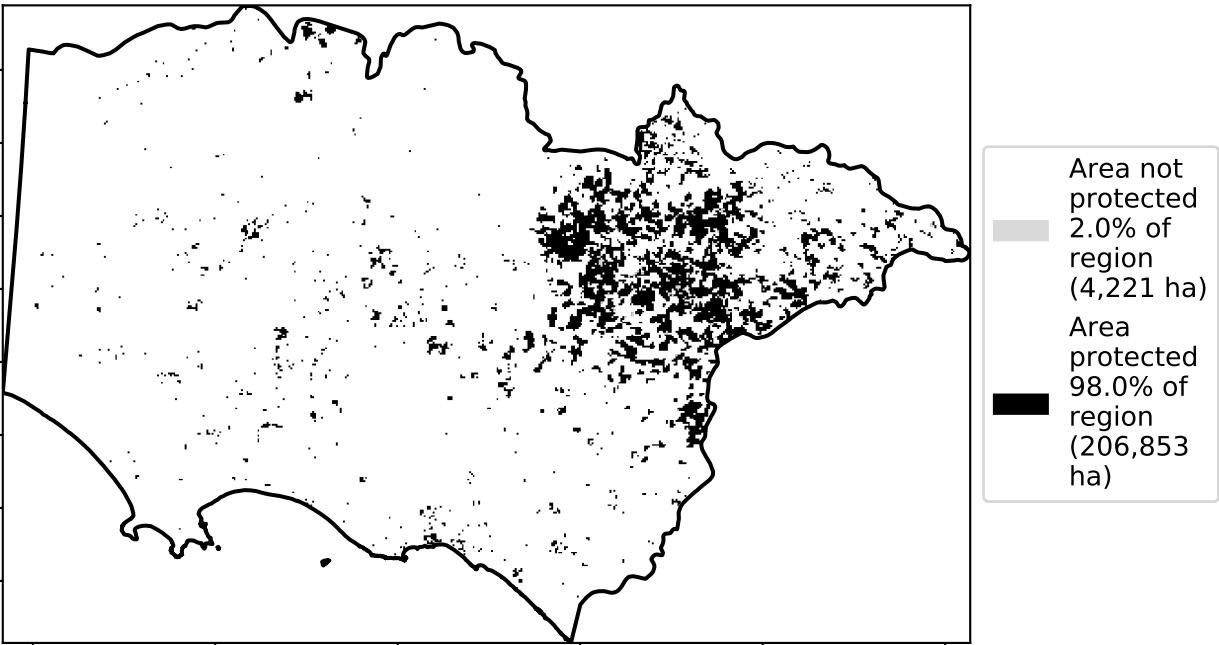 Area not
protected
2.0% of
region
(4,221 ha)
Area
protected
98.0% of
region
(206,853
ha)